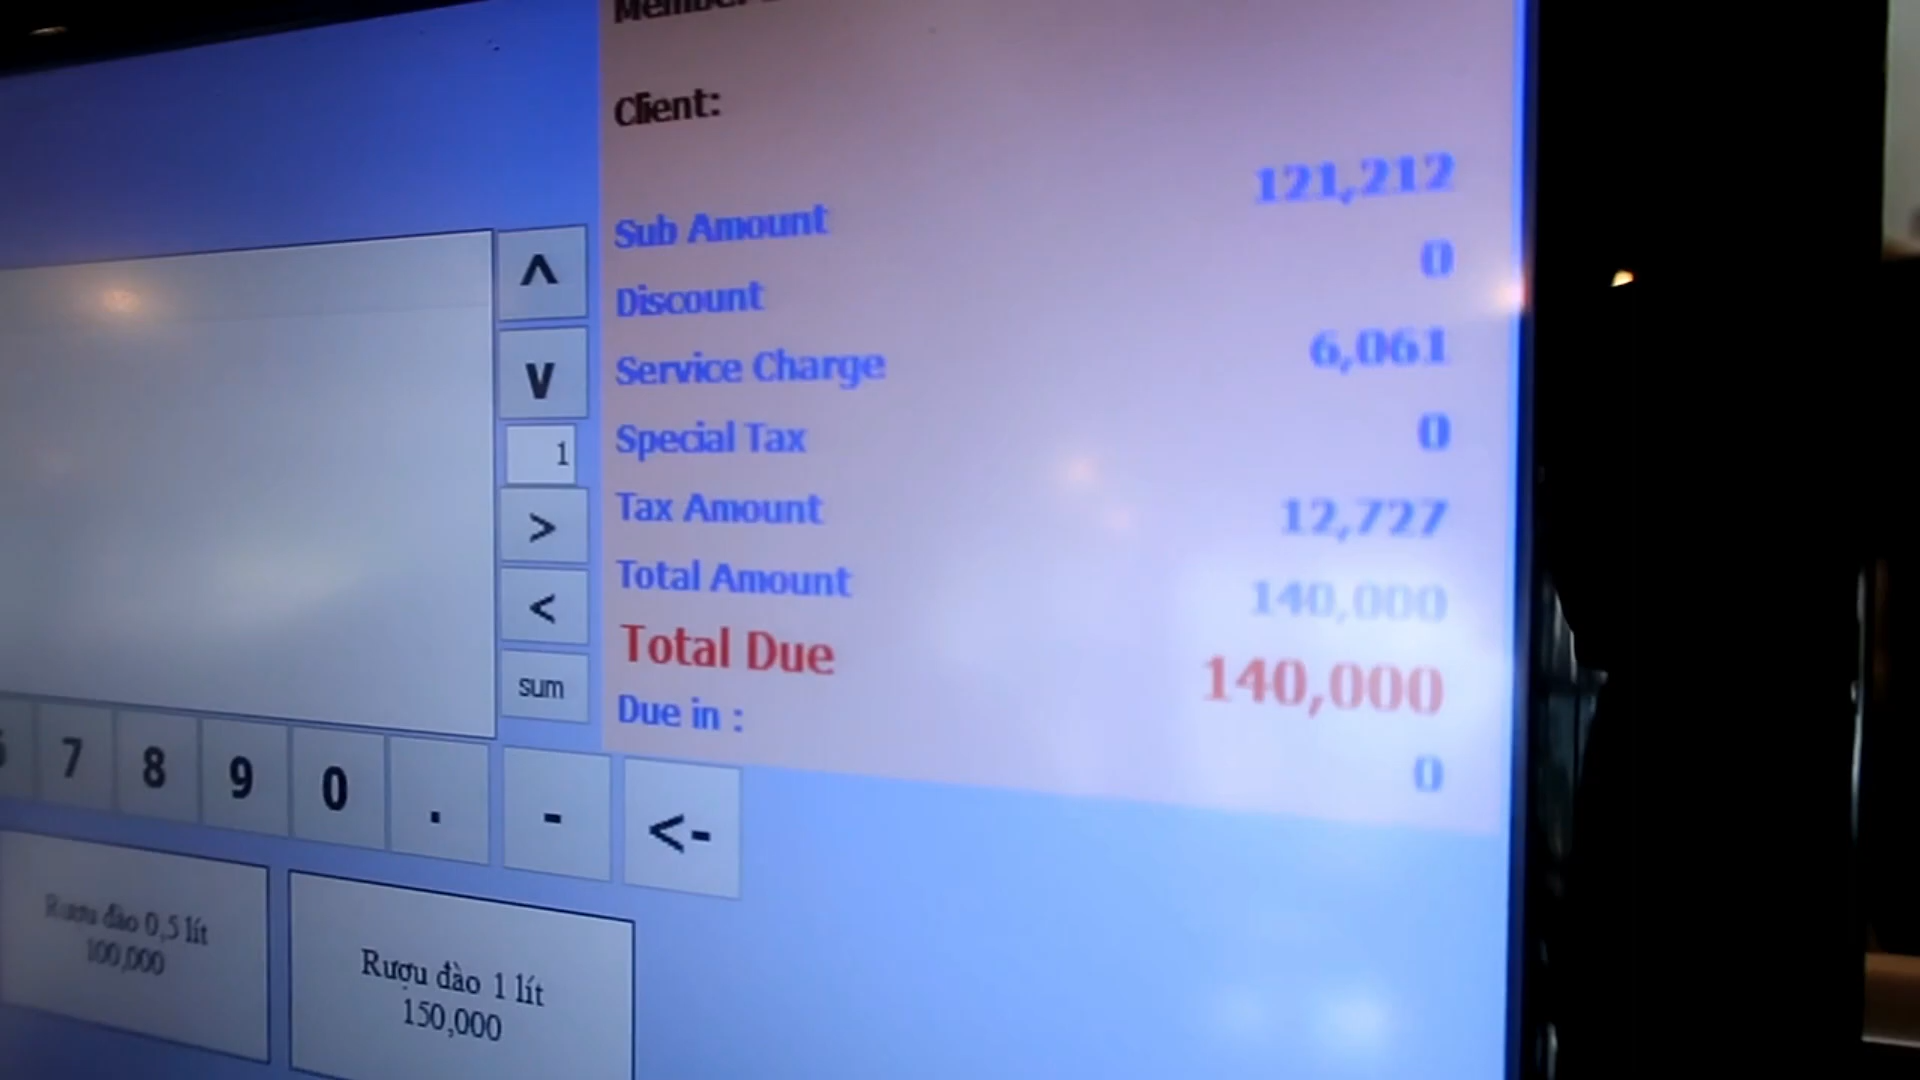 Client:
Sub Amount 121,212
Discount 0
Service Charge 6,061
Special Tax 0
Tax Amount 12,727
Total Amount 140,000
Total Due 140,000
Due in : 0
^
v
1
>
<
sum
7 8 9 0 . - <-
Rượu đào 0,5 lít
100,000
Rượu đào 1 lít
150,000